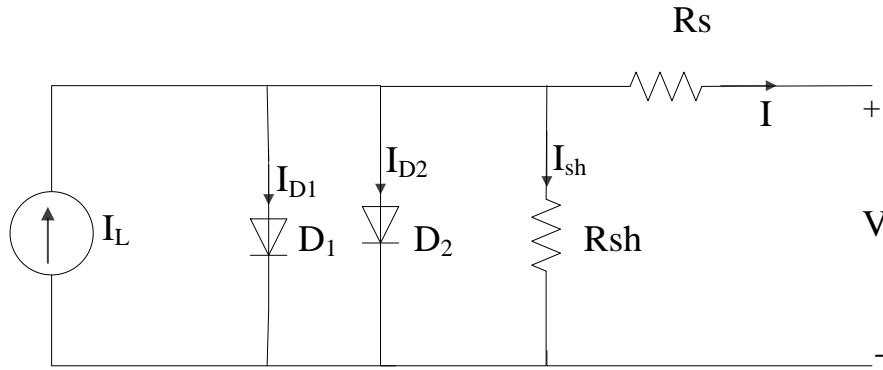 Rs
I
+
I_D1
I_D2
I_sh
I_L
D_1
D_2
Rsh
V
-